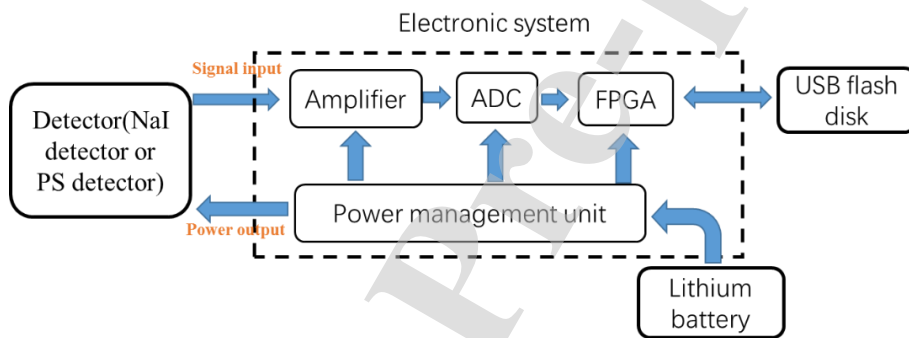 Electronic system
Signal input
Amplifier
ADC
FPGA
USB flash
disk
Detector(NaI
detector or
PS detector)
Power output
Power management unit
Lithium
battery
Pre-